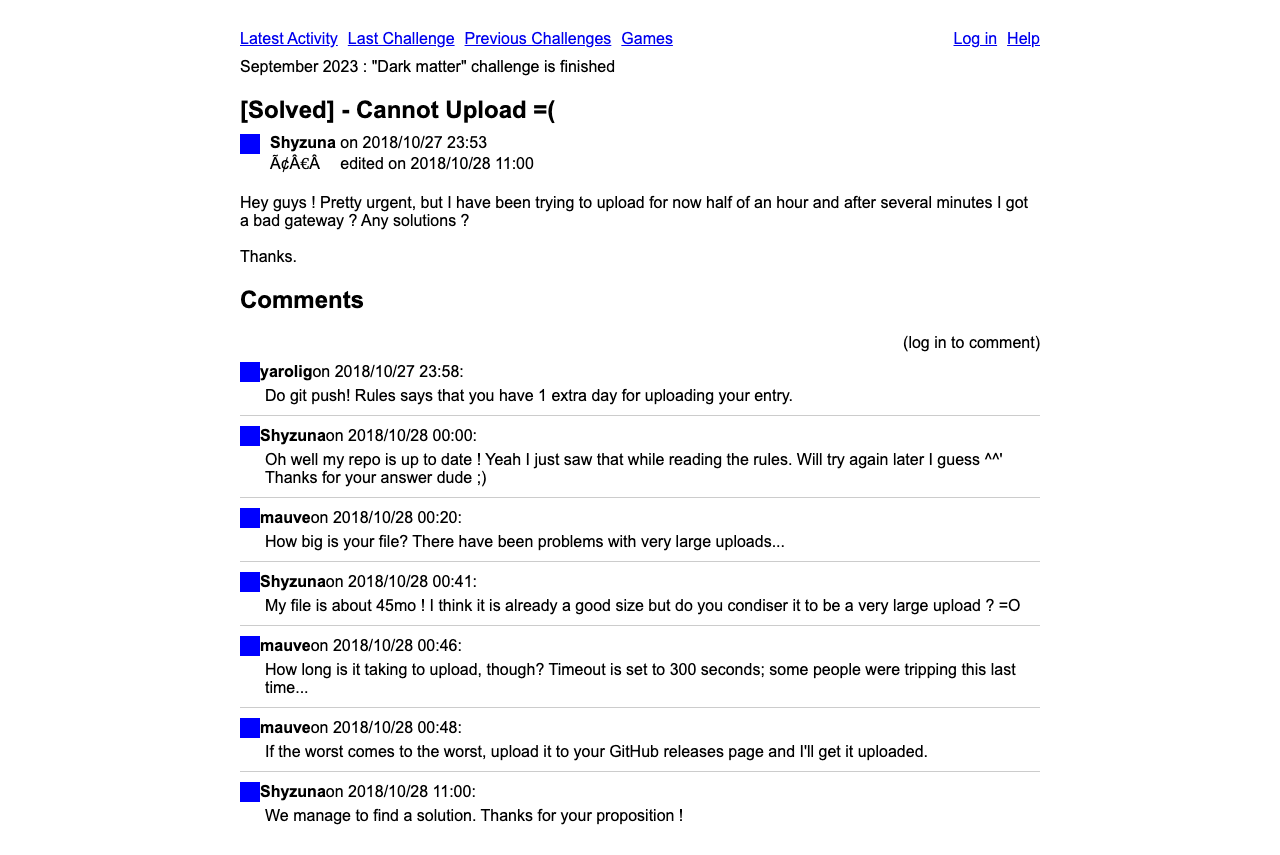 Latest Activity Last Challenge Previous Challenges Games Log in Help
September 2023 : "Dark matter" challenge is finished
[Solved] - Cannot Upload =(
Shyzuna on 2018/10/27 23:53
Ã¢Â€Â edited on 2018/10/28 11:00
Hey guys ! Pretty urgent, but I have been trying to upload for now half of an hour and after several minutes I got
a bad gateway ? Any solutions ?
Thanks.
Comments
(log in to comment)
yaroligon 2018/10/27 23:58:
Do git push! Rules says that you have 1 extra day for uploading your entry.
Shyzunaon 2018/10/28 00:00:
Oh well my repo is up to date ! Yeah I just saw that while reading the rules. Will try again later I guess ^^'
Thanks for your answer dude ;)
mauveon 2018/10/28 00:20:
How big is your file? There have been problems with very large uploads...
Shyzunaon 2018/10/28 00:41:
My file is about 45mo ! I think it is already a good size but do you condiser it to be a very large upload ? =O
mauveon 2018/10/28 00:46:
How long is it taking to upload, though? Timeout is set to 300 seconds; some people were tripping this last
time...
mauveon 2018/10/28 00:48:
If the worst comes to the worst, upload it to your GitHub releases page and I'll get it uploaded.
Shyzunaon 2018/10/28 11:00:
We manage to find a solution. Thanks for your proposition !